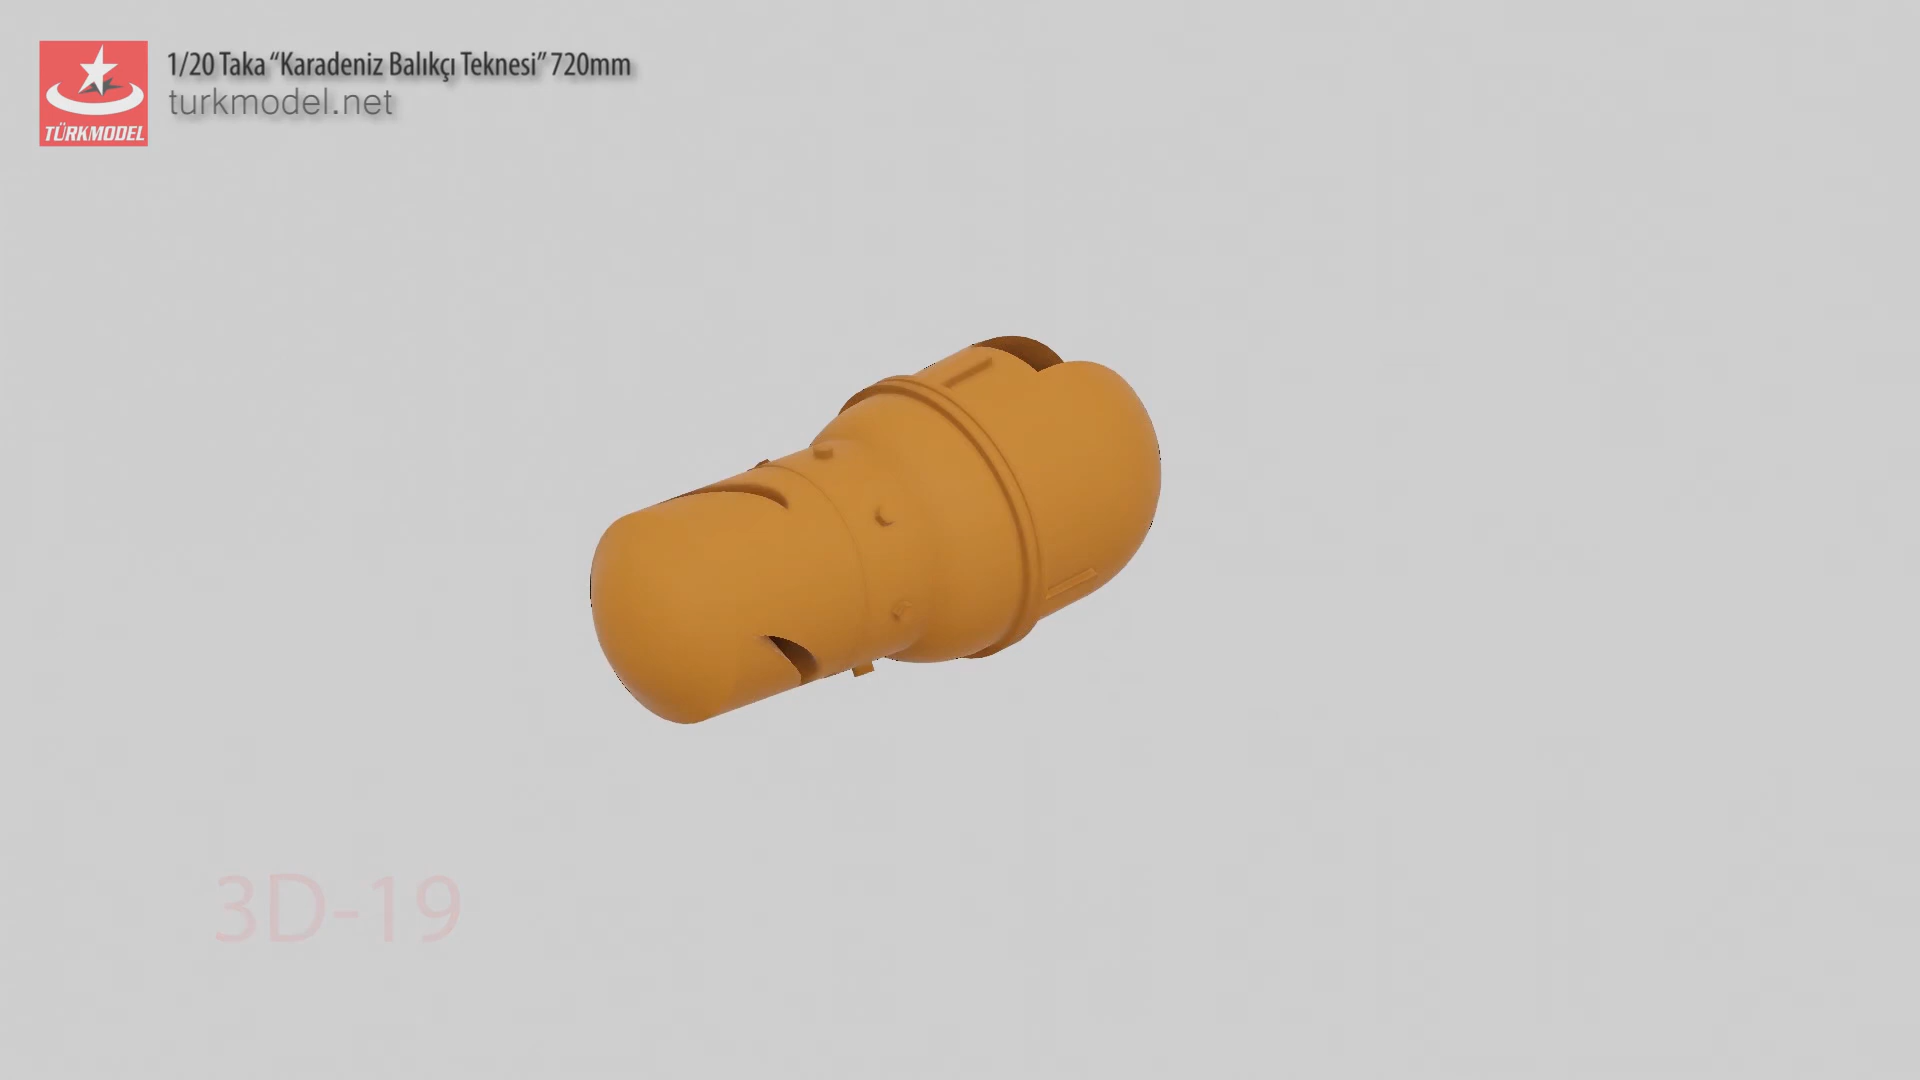 1/20 Taka “Karadeniz Balıkçı Teknesi” 720mm
turkmodel.net
TÜRKMODEL
3D-19